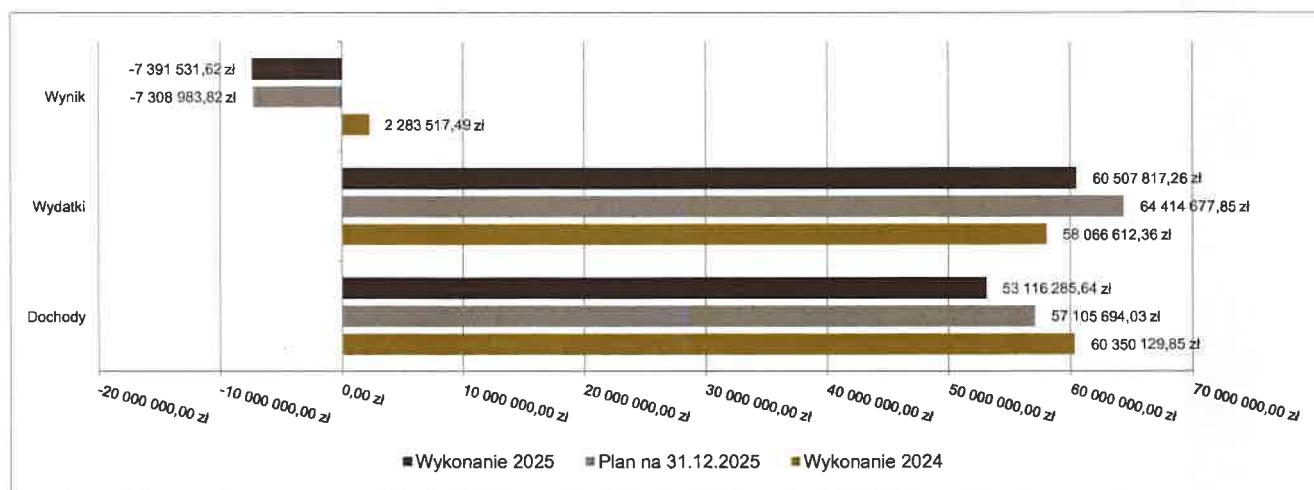 -7 391 531,62 zł
Wynik
-7 308 983,82 zł
2 283 517,49 zł
60 507 817,26 zł
Wydatki
64 414 677,85 zł
58 066 612,36 zł
53 116 285,64 zł
Dochody
57 105 694,03 zł
60 350 129,85 zł
-20 000 000,00 zł
-10 000 000,00 zł
0,00 zł
10 000 000,00 zł
20 000 000,00 zł
30 000 000,00 zł
40 000 000,00 zł
50 000 000,00 zł
60 000 000,00 zł
70 000 000,00 zł
Wykonanie 2025 Plan na 31.12.2025 Wykonanie 2024